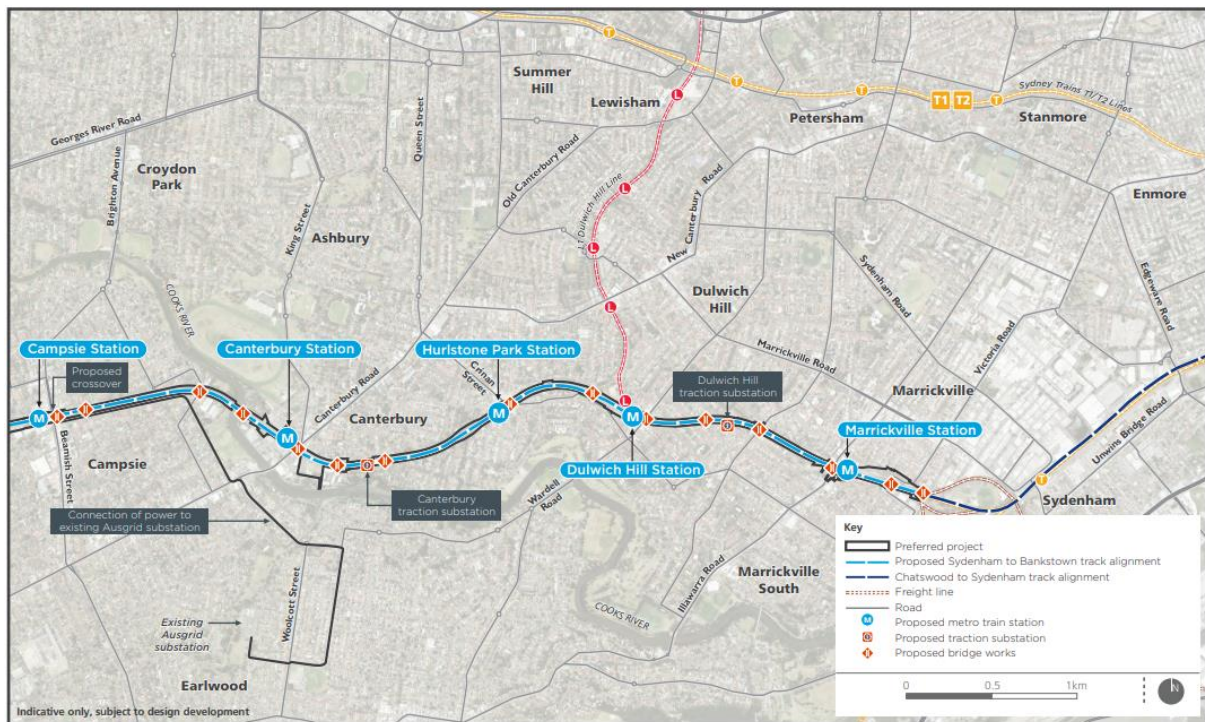 Summer
Hill
Lewisham
Petersham
T1 T2
Sydney Trains T1/T2 Lines
Stanmore
Georges River Road
Croydon
Park
Brighton Avenue
Queen Street
Old Canterbury Road
Enmore
King Street
Ashbury
L1 Dulwich Hill Line
New Canterbury Road
Dulwich
Hill
Sydenham Road
Edgeware Road
COOKS RIVER
Campsie Station
Canterbury Station
Hurlstone Park Station
Proposed
crossover
Canterbury Road
Crinan
Street
Canterbury
Marrickville Road
Victoria Road
Dulwich Hill
traction substation
Marrickville
Marrickville Station
Unwins Bridge Road
Beamish Street
Campsie
Dulwich Hill Station
Canterbury
traction substation
Wardell
Road
Sydenham
Connection of power to
existing Ausgrid substation
Marrickville
South
Illawarra Road
COOKS RIVER
Woolcott Street
Existing
Ausgrid
substation
Earlwood
Key
Preferred project
Proposed Sydenham to Bankstown track alignment
Chatswood to Sydenham track alignment
Freight line
Road
M Proposed metro train station
Proposed traction substation
Proposed bridge works
0 0.5 1km
N
Indicative only, subject to design development